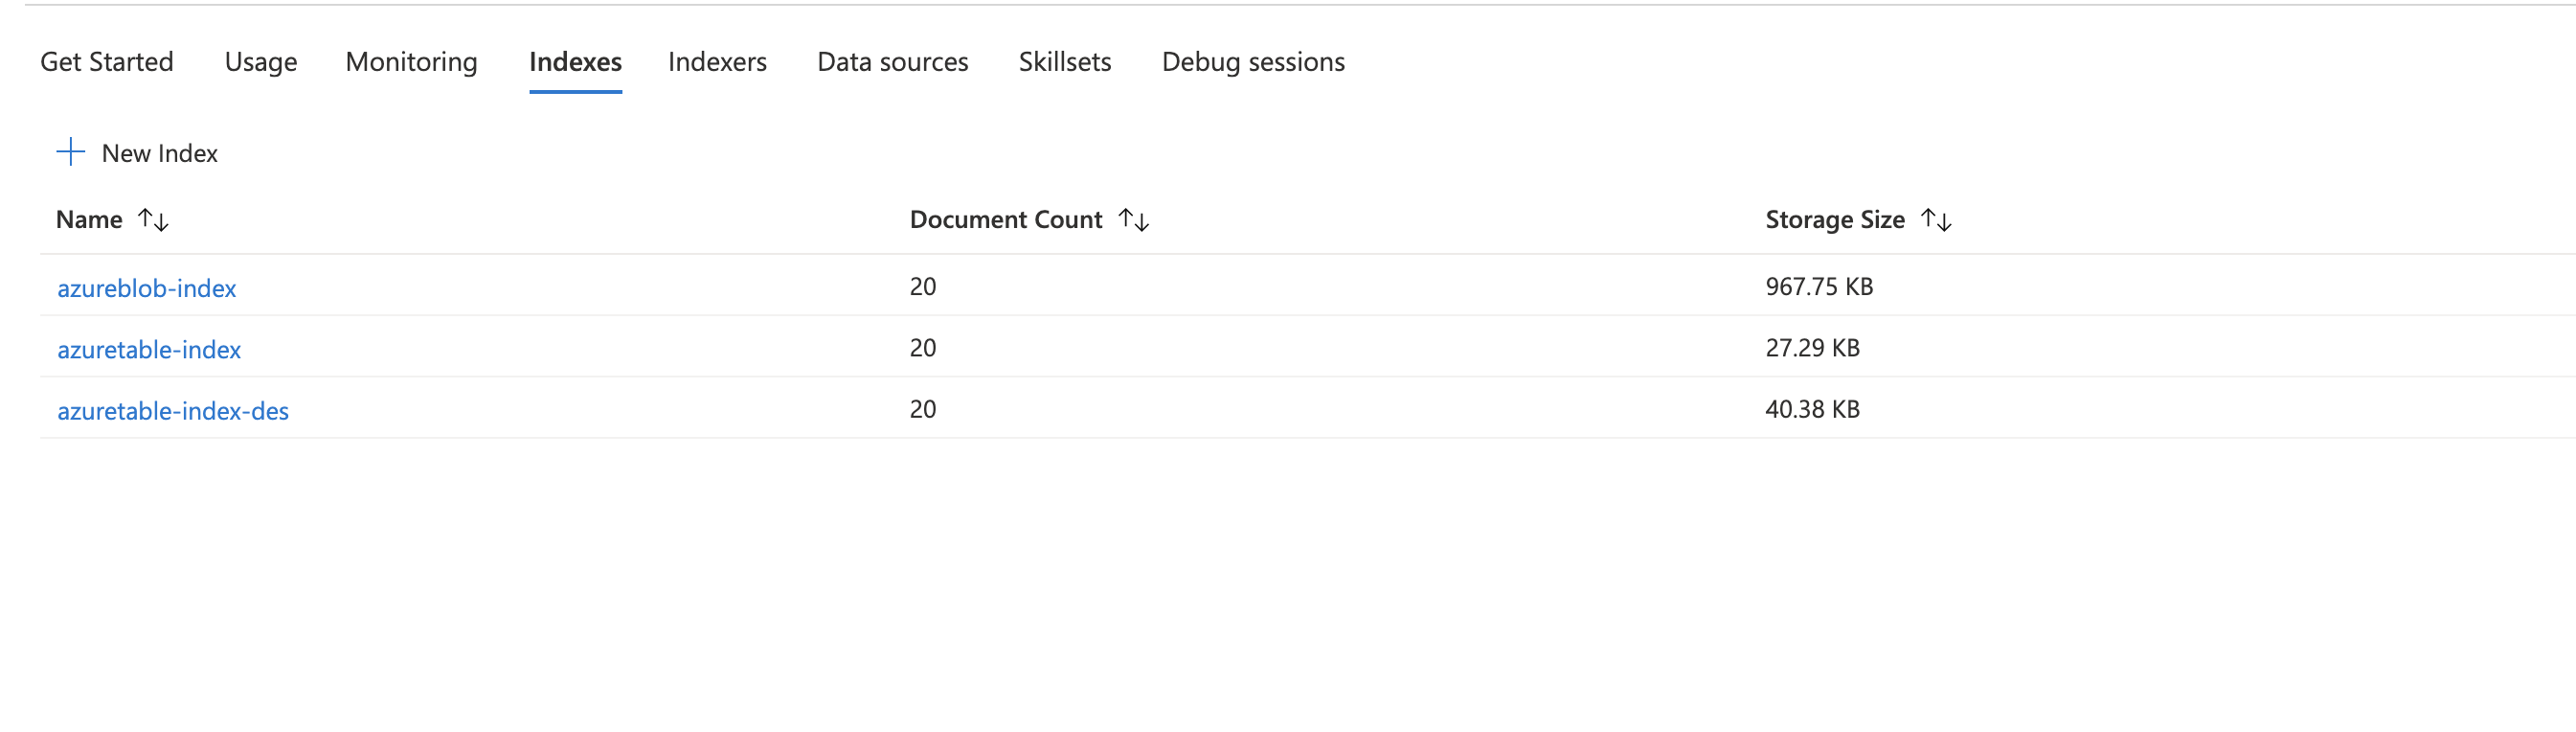 Get Started Usage Monitoring Indexes Indexers Data sources Skillsets Debug sessions
New Index
Name Document Count Storage Size
azureblob-index 20 967.75 KB
azuretable-index 20 27.29 KB
azuretable-index-des 20 40.38 KB